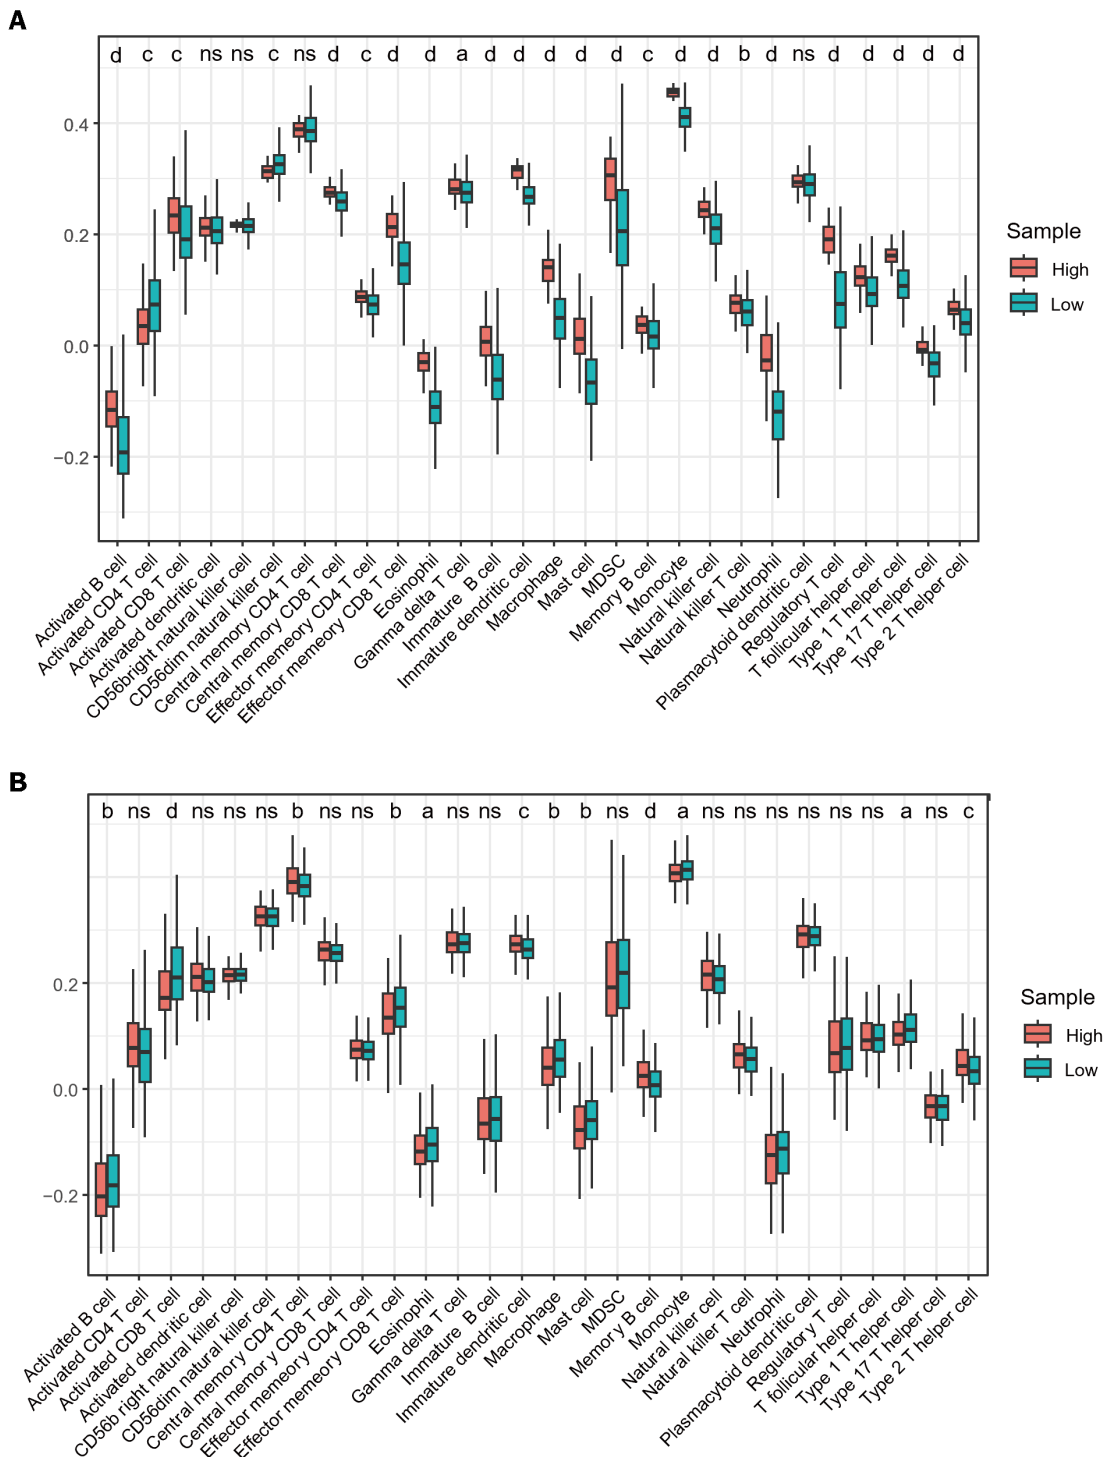 A
d c c ns ns c ns d c d d a d d d d d c d d b d ns d d d d d
0.4
0.2
0.0
−0.2
Sample
High
Low
Activated B cell
Activated CD4 T cell
Activated CD8 T cell
Activated dendritic cell
CD56bright natural killer cell
CD56dim natural killer cell
Central memory CD4 T cell
Central memory CD8 T cell
Effector memeory CD4 T cell
Effector memeory CD8 T cell
Eosinophil
Gamma delta T cell
Immature B cell
Immature dendritic cell
Macrophage
Mast cell
MDSC
Memory B cell
Monocyte
Natural killer cell
Natural killer T cell
Neutrophil
Plasmacytoid dendritic cell
Regulatory T cell
T follicular helper cell
Type 1 T helper cell
Type 17 T helper cell
Type 2 T helper cell
B
b ns d ns ns ns b ns ns b a ns ns c b b ns d a ns ns ns ns ns ns a ns c
0.2
0.0
−0.2
Sample
High
Low
Activated B cell
Activated CD4 T cell
Activated CD8 T cell
Activated dendritic cell
CD56b right natural killer cell
CD56dim natural killer cell
Central memory CD4 T cell
Central memor y CD8 T cell
Effector memeory CD4 T cell
Effector memeory CD8 T cell
Eosinophil
Gamma delta T cell
Immature B cell
Immature dendritic cell
Macrophage
Mast cell
MDSC
Memory B cell
Monocyte
Natural killer cell
Natural killer T cell
Neutrophil
Plasmacytoid dendritic cell
Regulatory T cell
T follicular helper cell
Type 1 T helper cell
Type 17 T helper cell
Type 2 T helper cell